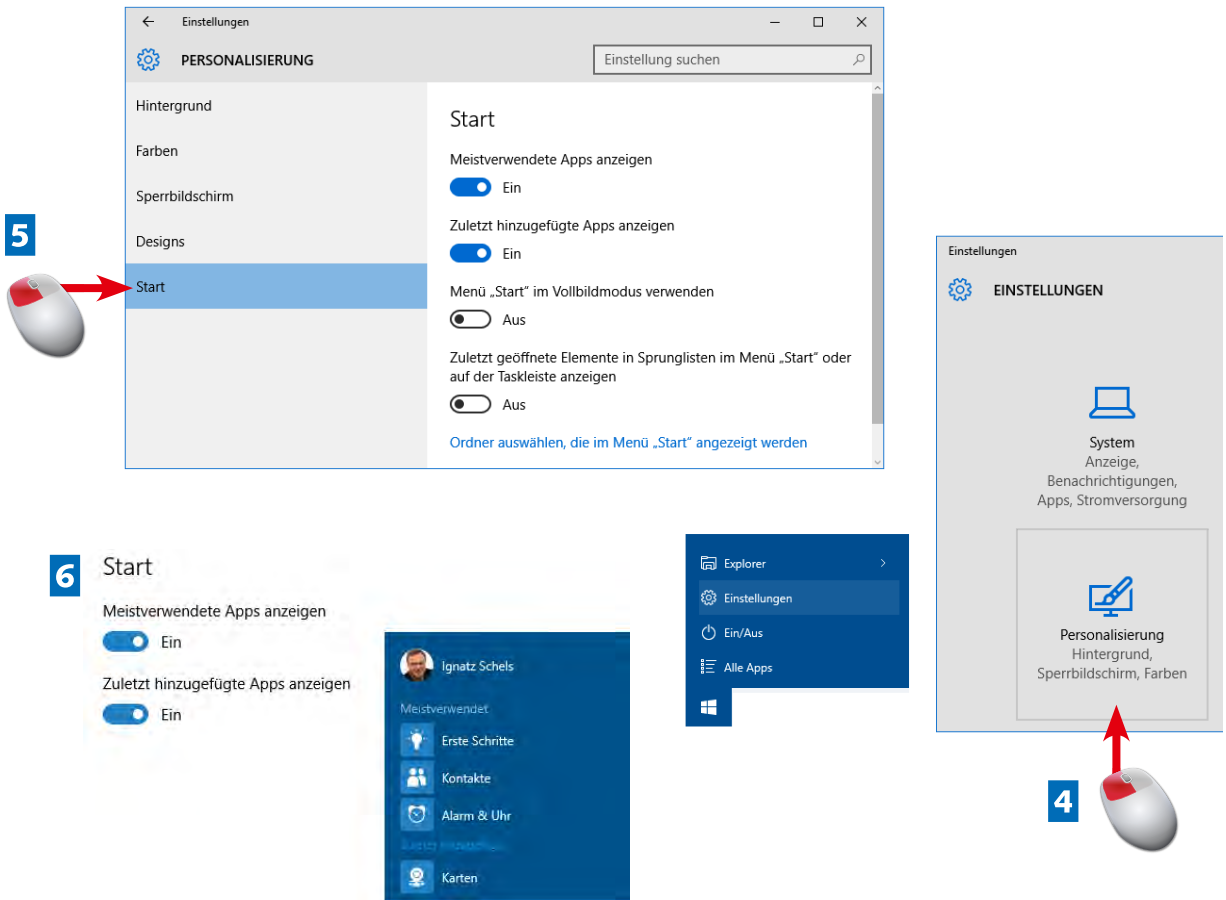 Einstellungen
PERSONALISIERUNG
Einstellung suchen
Hintergrund
Farben
Sperrbildschirm
Designs
Start
Start
Meistverwendete Apps anzeigen
Ein
Zuletzt hinzugefügte Apps anzeigen
Ein
Menü „Start" im Vollbildmodus verwenden
Aus
Zuletzt geöffnete Elemente in Sprunglisten im Menü „Start" oder
auf der Taskleiste anzeigen
Aus
Ordner auswählen, die im Menü „Start" angezeigt werden
5
Einstellungen
EINSTELLUNGEN
System
Anzeige,
Benachrichtigungen,
Apps, Stromversorgung
Personalisierung
Hintergrund,
Sperrbildschirm, Farben
4
6
Start
Meistverwendete Apps anzeigen
Ein
Zuletzt hinzugefügte Apps anzeigen
Ein
Ignatz Schels
Meistverwendet
Erste Schritte
Kontakte
Alarm & Uhr
Karten
Explorer
Einstellungen
Ein/Aus
Alle Apps